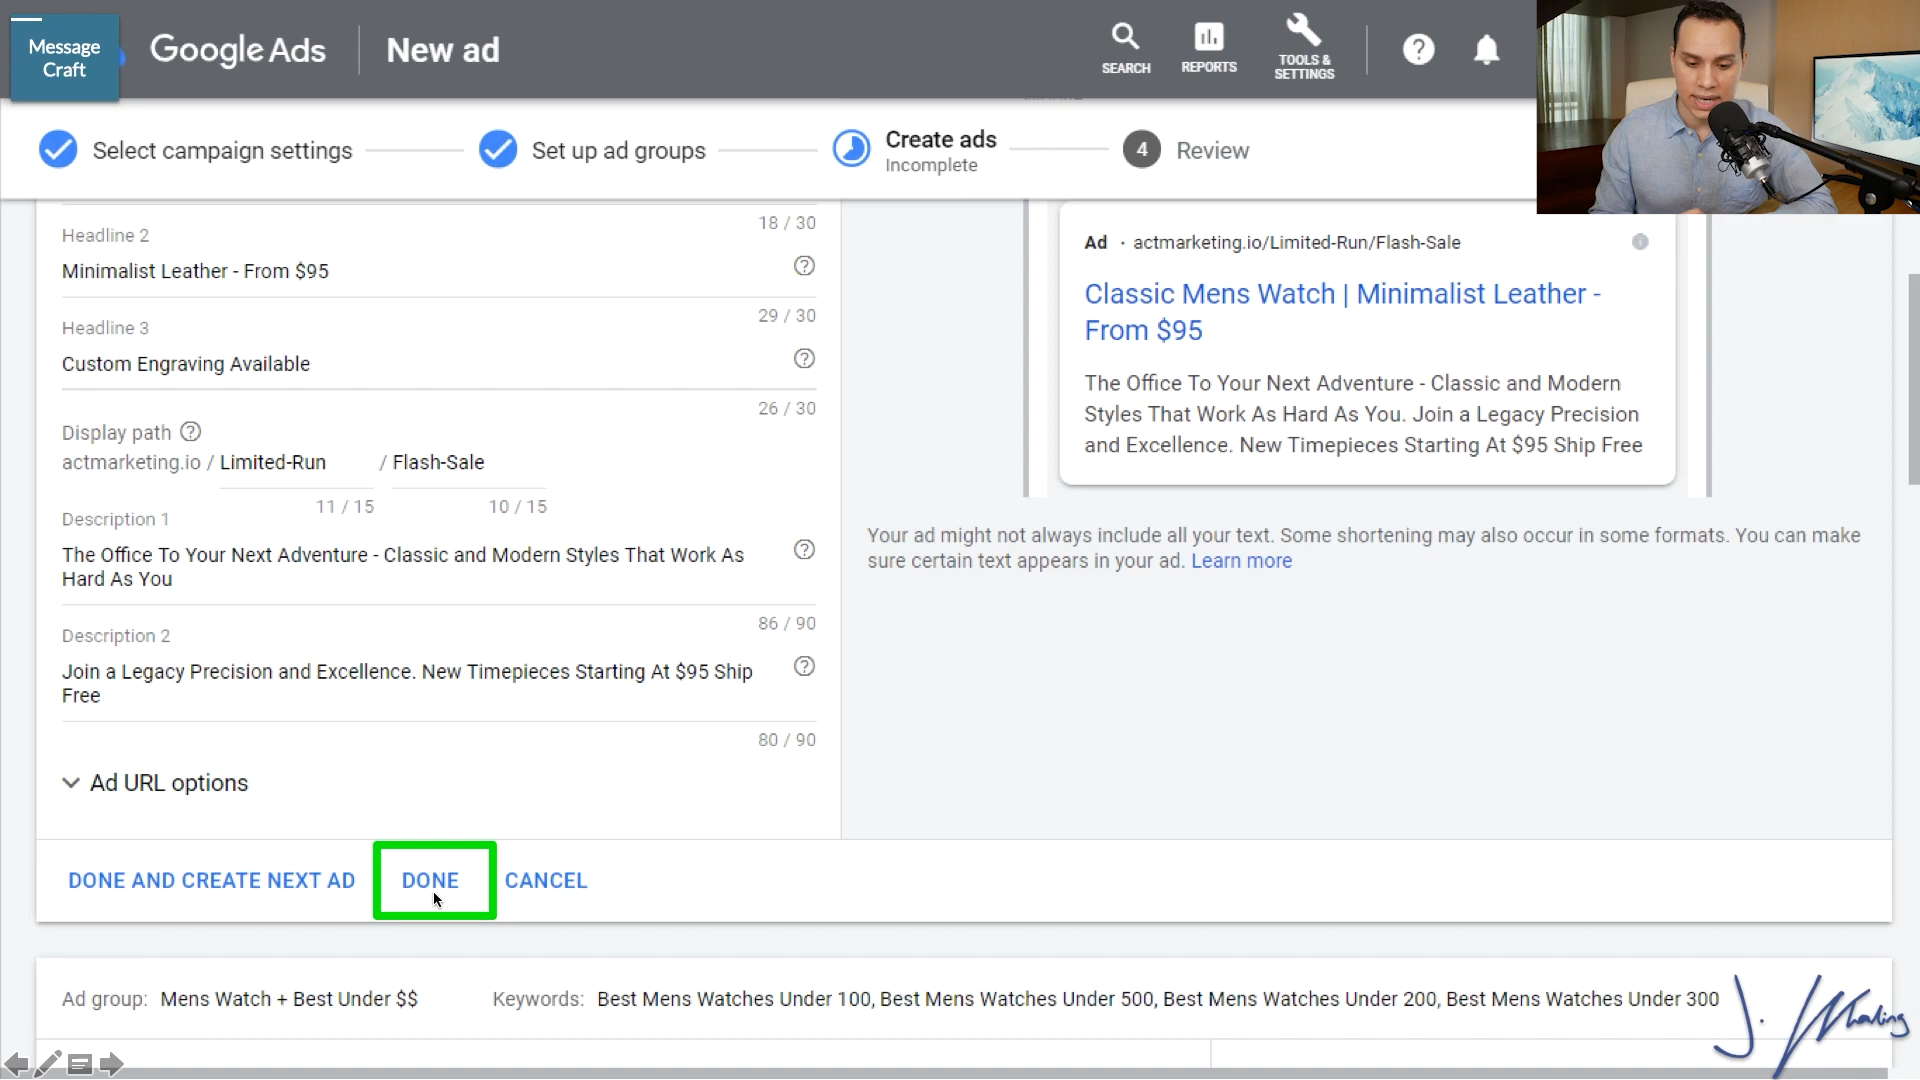 Message
Craft
Google Ads
New ad
SEARCH
REPORTS
TOOLS &
SETTINGS
Select campaign settings
Set up ad groups
Create ads
Incomplete
4
Review
18 / 30
Headline 2
Minimalist Leather - From $95
29 / 30
Headline 3
Custom Engraving Available
26 / 30
Display path
actmarketing.io / Limited-Run / Flash-Sale
11 / 15
10 / 15
Description 1
The Office To Your Next Adventure - Classic and Modern Styles That Work As
Hard As You
86 / 90
Description 2
Join a Legacy Precision and Excellence. New Timepieces Starting At $95 Ship
Free
80 / 90
Ad URL options
Ad · actmarketing.io/Limited-Run/Flash-Sale
Classic Mens Watch | Minimalist Leather -
From $95
The Office To Your Next Adventure - Classic and Modern
Styles That Work As Hard As You. Join a Legacy Precision
and Excellence. New Timepieces Starting At $95 Ship Free
Your ad might not always include all your text. Some shortening may also occur in some formats. You can make
sure certain text appears in your ad. Learn more
DONE AND CREATE NEXT AD
DONE
CANCEL
Ad group: Mens Watch + Best Under $$
Keywords: Best Mens Watches Under 100, Best Mens Watches Under 500, Best Mens Watches Under 200, Best Mens Watches Under 300